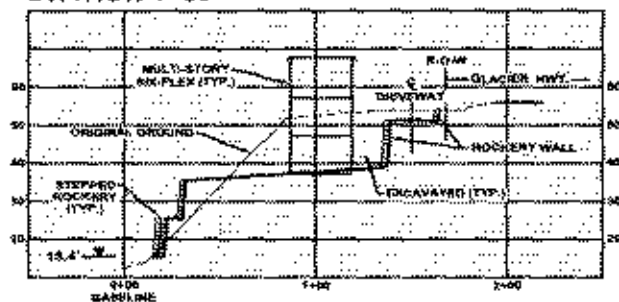 MULTI-STORY
SIX-PLEX (TYP.)
R.O.W
GLACIER HWY.
DRIVEWAY
ORIGINAL GROUND
ROCKERY WALL
STEPPED
ROCKERY
(TYP.)
EXCAVATED (TYP.)
60
50
40
30
20
50
40
30
20
0+00
1+00
2+00
BASELINE